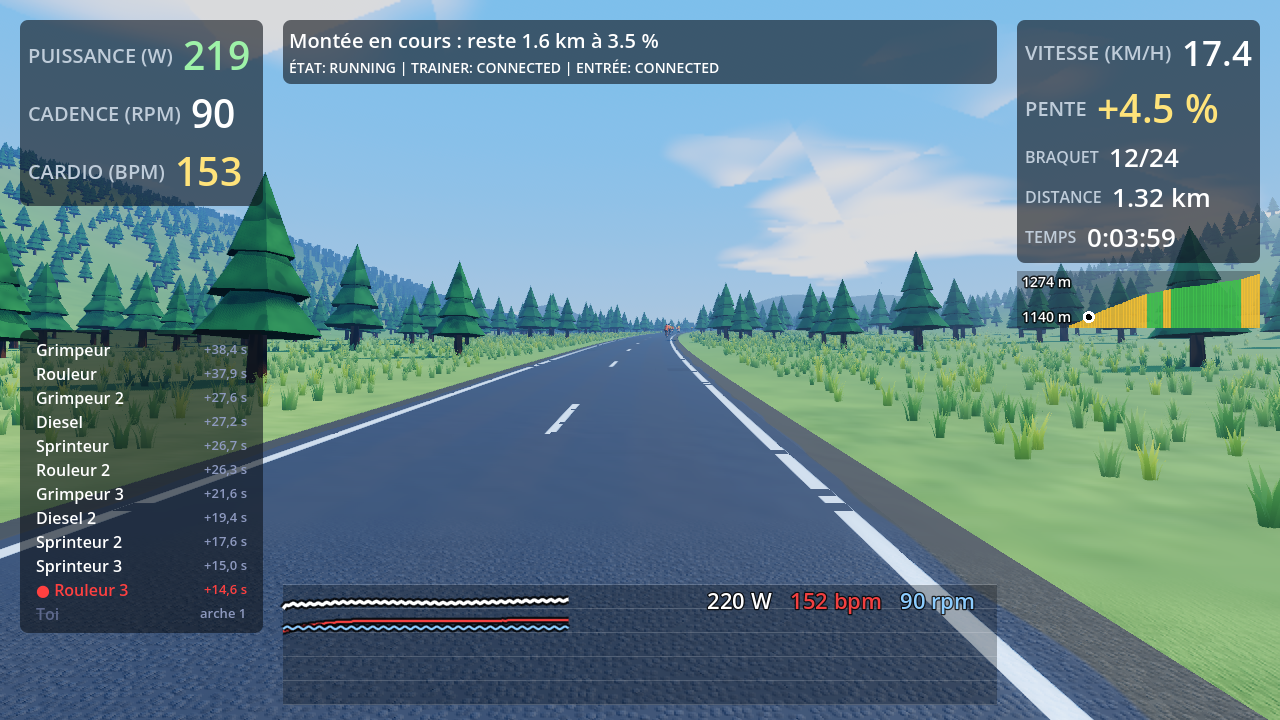 PUISSANCE (W) 219
CADENCE (RPM) 90
CARDIO (BPM) 153
Montée en cours : reste 1.6 km à 3.5 %
ÉTAT: RUNNING | TRAINER: CONNECTED | ENTRÉE: CONNECTED
VITESSE (KM/H) 17.4
PENTE +4.5 %
BRAQUET 12/24
DISTANCE 1.32 km
TEMPS 0:03:59
1274 m
1140 m
Grimpeur +38,4 s
Rouleur +37,9 s
Grimpeur 2 +27,6 s
Diesel +27,2 s
Sprinteur +26,7 s
Rouleur 2 +26,3 s
Grimpeur 3 +21,6 s
Diesel 2 +19,4 s
Sprinteur 2 +17,6 s
Sprinteur 3 +15,0 s
Rouleur 3 +14,6 s
Toi arche 1
220 W 152 bpm 90 rpm